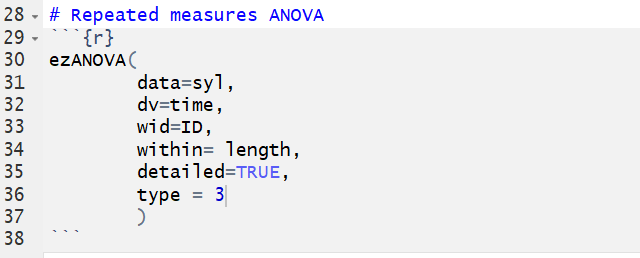 28 # Repeated measures ANOVA
29 ```{r}
30 ezANOVA(
31 data=syl,
32 dv=time,
33 wid=ID,
34 within= length,
35 detailed=TRUE,
36 type = 3
37 )
38 ```